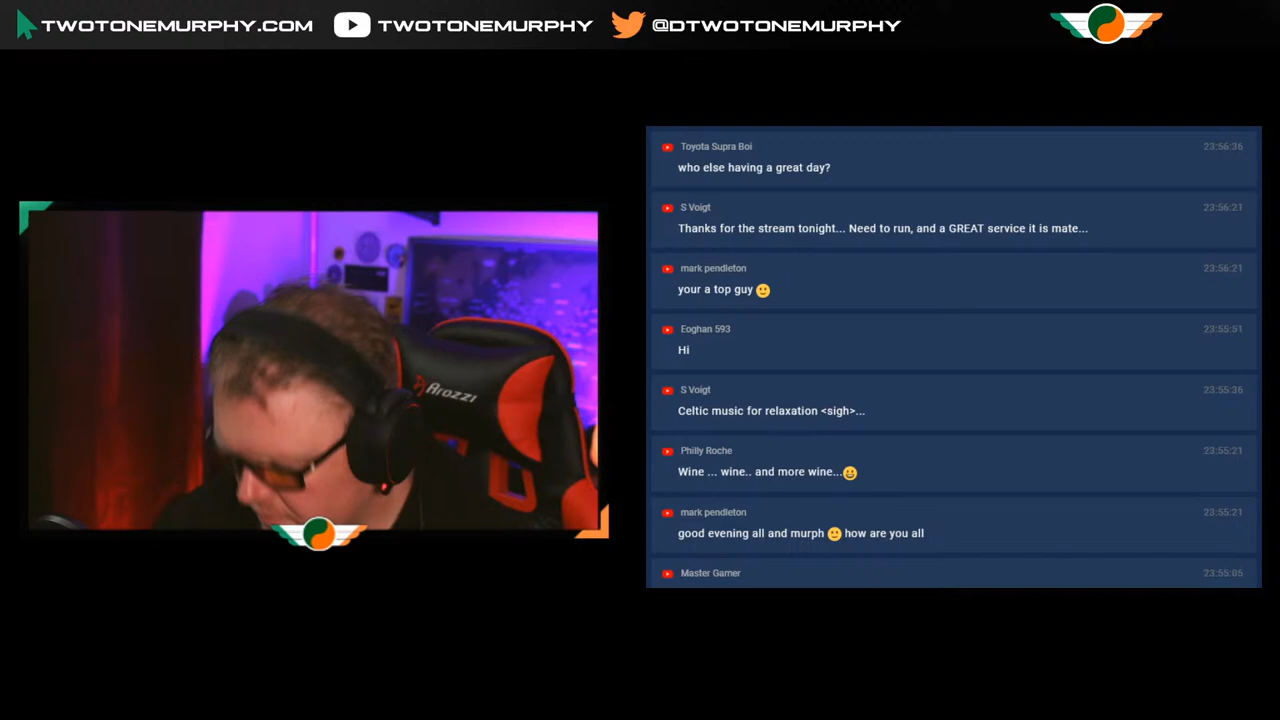 TWOTONEMURPHY.COM
TWOTONEMURPHY
@DTWOTONEMURPHY
Arozzi
Toyota Supra Boi 23:56:36
who else having a great day?
S Voigt 23:56:21
Thanks for the stream tonight... Need to run, and a GREAT service it is mate...
mark pendleton 23:56:21
your a top guy 🙂
Eoghan 593 23:55:51
Hi
S Voigt 23:55:36
Celtic music for relaxation <sigh>...
Philly Roche 23:55:21
Wine ... wine.. and more wine...😀
mark pendleton 23:55:21
good evening all and murph 🙂 how are you all
Master Gamer 23:55:05